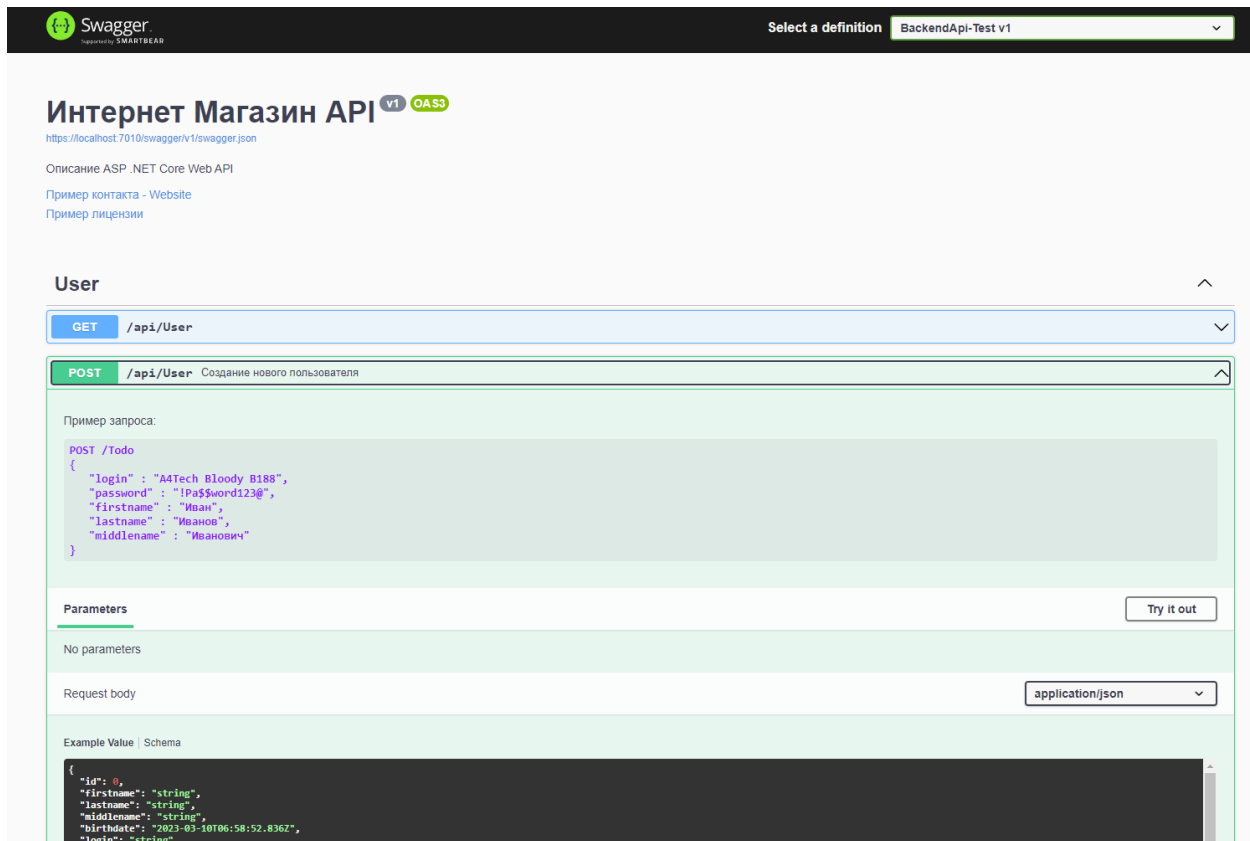 Swagger.
Supported by SMARTBEAR
Select a definition
BackendApi-Test v1
Интернет Магазин API v1 OAS3
https://localhost:7010/swagger/v1/swagger.json
Описание ASP .NET Core Web API
Пример контакта - Website
Пример лицензии
User
GET /api/User
POST /api/User Создание нового пользователя
Пример запроса:
POST /Todo
{
"login" : "A4Tech Bloody B188",
"password" : "!Pa$$word123@",
"firstname" : "Иван",
"lastname" : "Иванов",
"middlename" : "Иванович"
}
Parameters
Try it out
No parameters
Request body
application/json
Example Value | Schema
{
"id": 0,
"firstname": "string",
"lastname": "string",
"middlename": "string",
"birthdate": "2023-03-10T06:58:52.836Z",
"login": "string"